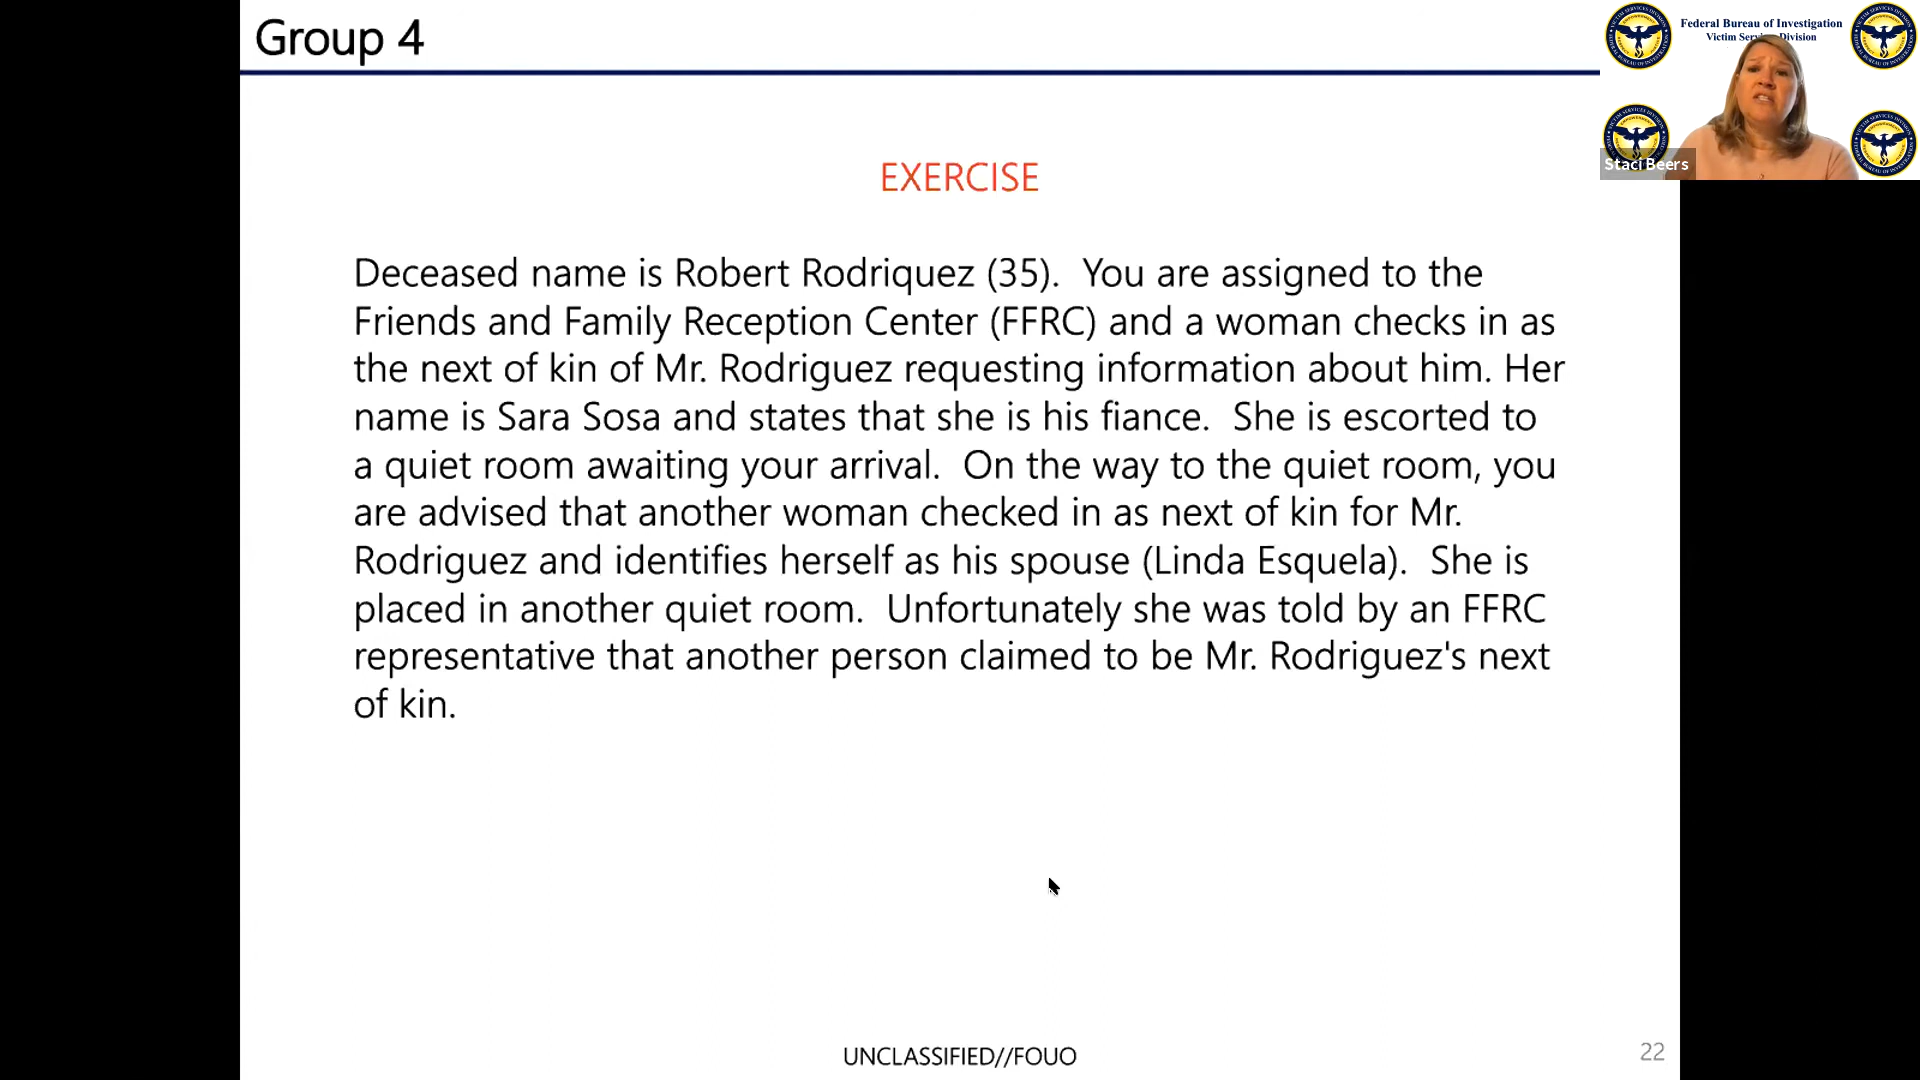 Group 4
Federal Bureau of Investigation
Victim Serv Division
Staci Beers
EXERCISE
Deceased name is Robert Rodriquez (35). You are assigned to the
Friends and Family Reception Center (FFRC) and a woman checks in as
the next of kin of Mr. Rodriguez requesting information about him. Her
name is Sara Sosa and states that she is his fiance. She is escorted to
a quiet room awaiting your arrival. On the way to the quiet room, you
are advised that another woman checked in as next of kin for Mr.
Rodriguez and identifies herself as his spouse (Linda Esquela). She is
placed in another quiet room. Unfortunately she was told by an FFRC
representative that another person claimed to be Mr. Rodriguez's next
of kin.
UNCLASSIFIED//FOUO
22